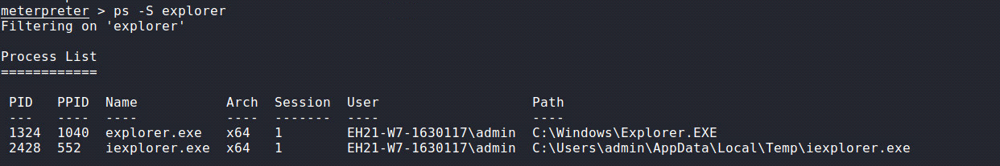 meterpreter > ps -S explorer
Filtering on 'explorer'
Process List
============
PID PPID Name Arch Session User Path
--- ---- ---- ---- ------- ---- ----
1324 1040 explorer.exe x64 1 EH21-W7-1630117\admin C:\Windows\Explorer.EXE
2428 552 iexplorer.exe x64 1 EH21-W7-1630117\admin C:\Users\admin\AppData\Local\Temp\iexplorer.exe